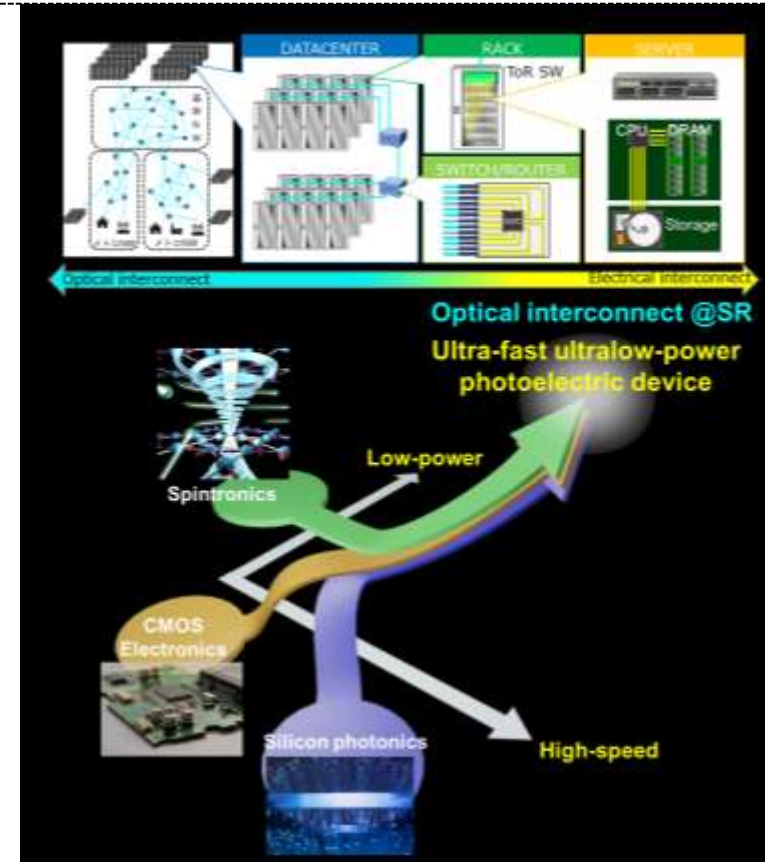 DATACENTER
RACK
SERVER
ToR SW
CPU
DRAM
SWITCH/ROUTER
Storage
Optical interconnect
Electrical interconnect
Optical interconnect @SR
Ultra-fast ultralow-power
photoelectric device
Low-power
Spintronics
CMOS
Electronics
Silicon photonics
High-speed